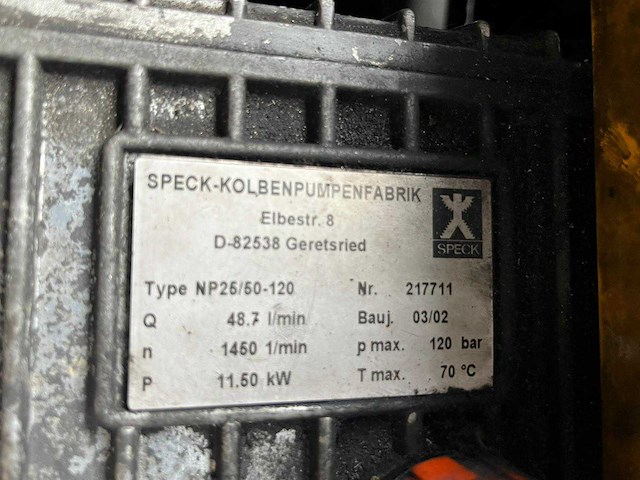 SPECK-KOLBENPUMPENFABRIK
Elbestr. 8
D-82538 Geretsried
SPECK
Type NP25/50-120 Nr. 217711
Q 48.7 l/min Bauj. 03/02
n 1450 1/min p max. 120 bar
P 11.50 kW T max. 70 °C